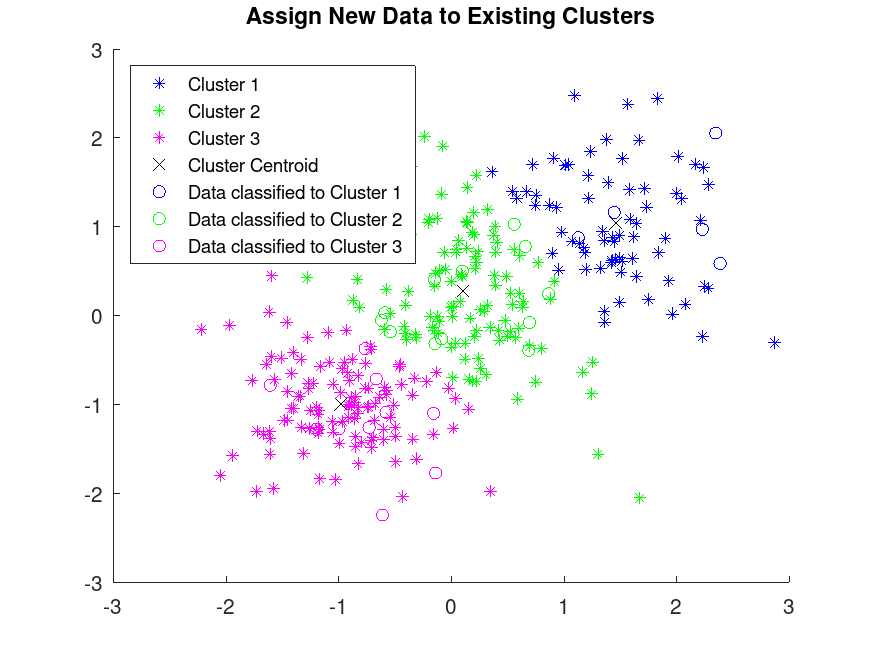 Assign New Data to Existing Clusters
3
Cluster 1
Cluster 2
Cluster 3
Cluster Centroid
Data classified to Cluster 1
Data classified to Cluster 2
Data classified to Cluster 3
2
1
0
-1
-2
-3
-3 -2 -1 0 1 2 3